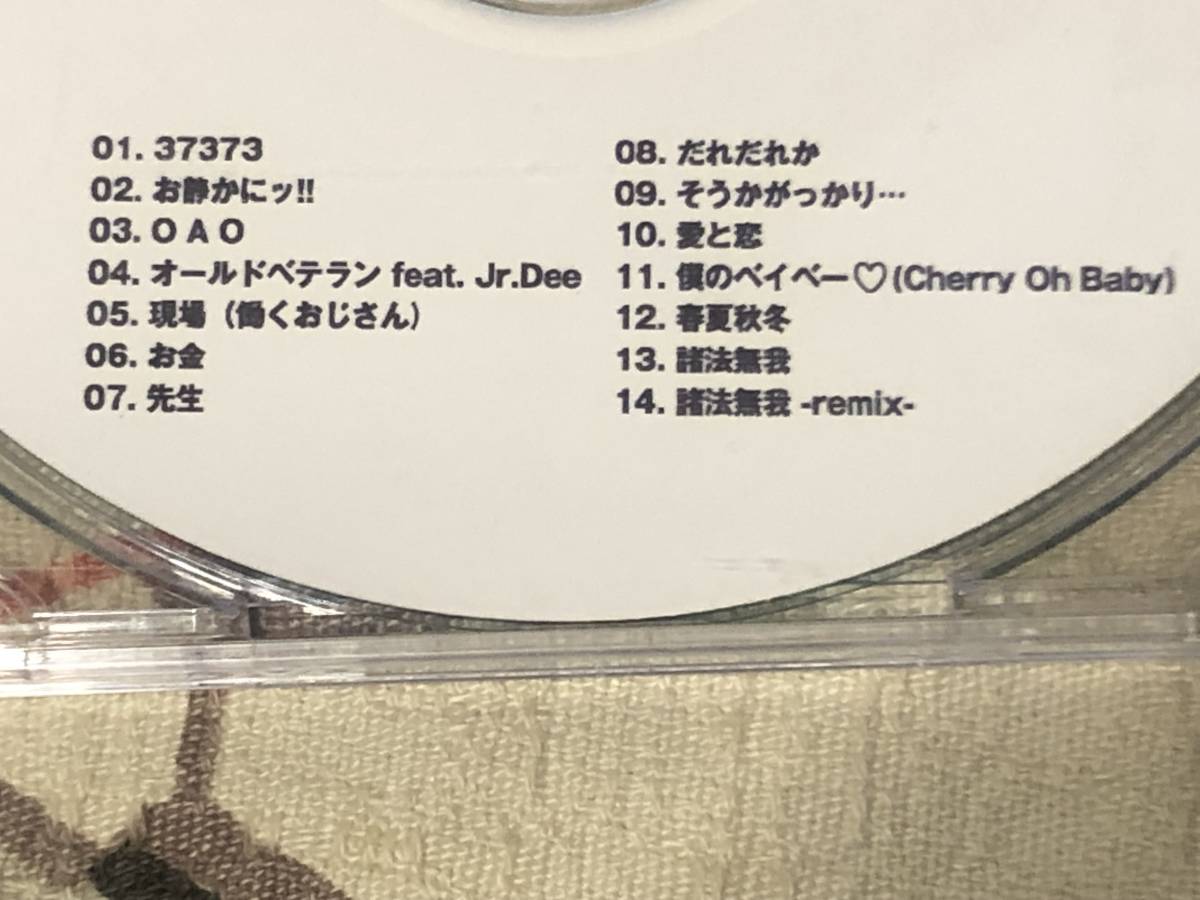 01. 37373
02. お静かにッ!!
03. O A O
04. オールドベテラン feat. Jr.Dee
05. 現場（働くおじさん）
06. お金
07. 先生
08. だれだれか
09. そうかがっかり…
10. 愛と恋
11. 僕のベイベー♡(Cherry Oh Baby)
12. 春夏秋冬
13. 諸法無我
14. 諸法無我 -remix-